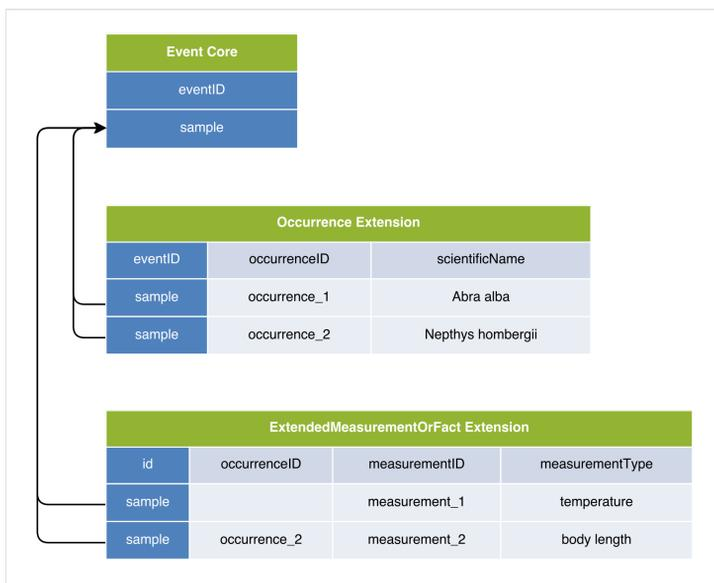 Event Core
eventID
sample
Occurrence Extension
eventID occurrenceID scientificName
sample occurrence_1 Abra alba
sample occurrence_2 Nepthys hombergii
ExtendedMeasurementOrFact Extension
id occurrenceID measurementID measurementType
sample measurement_1 temperature
sample occurrence_2 measurement_2 body length